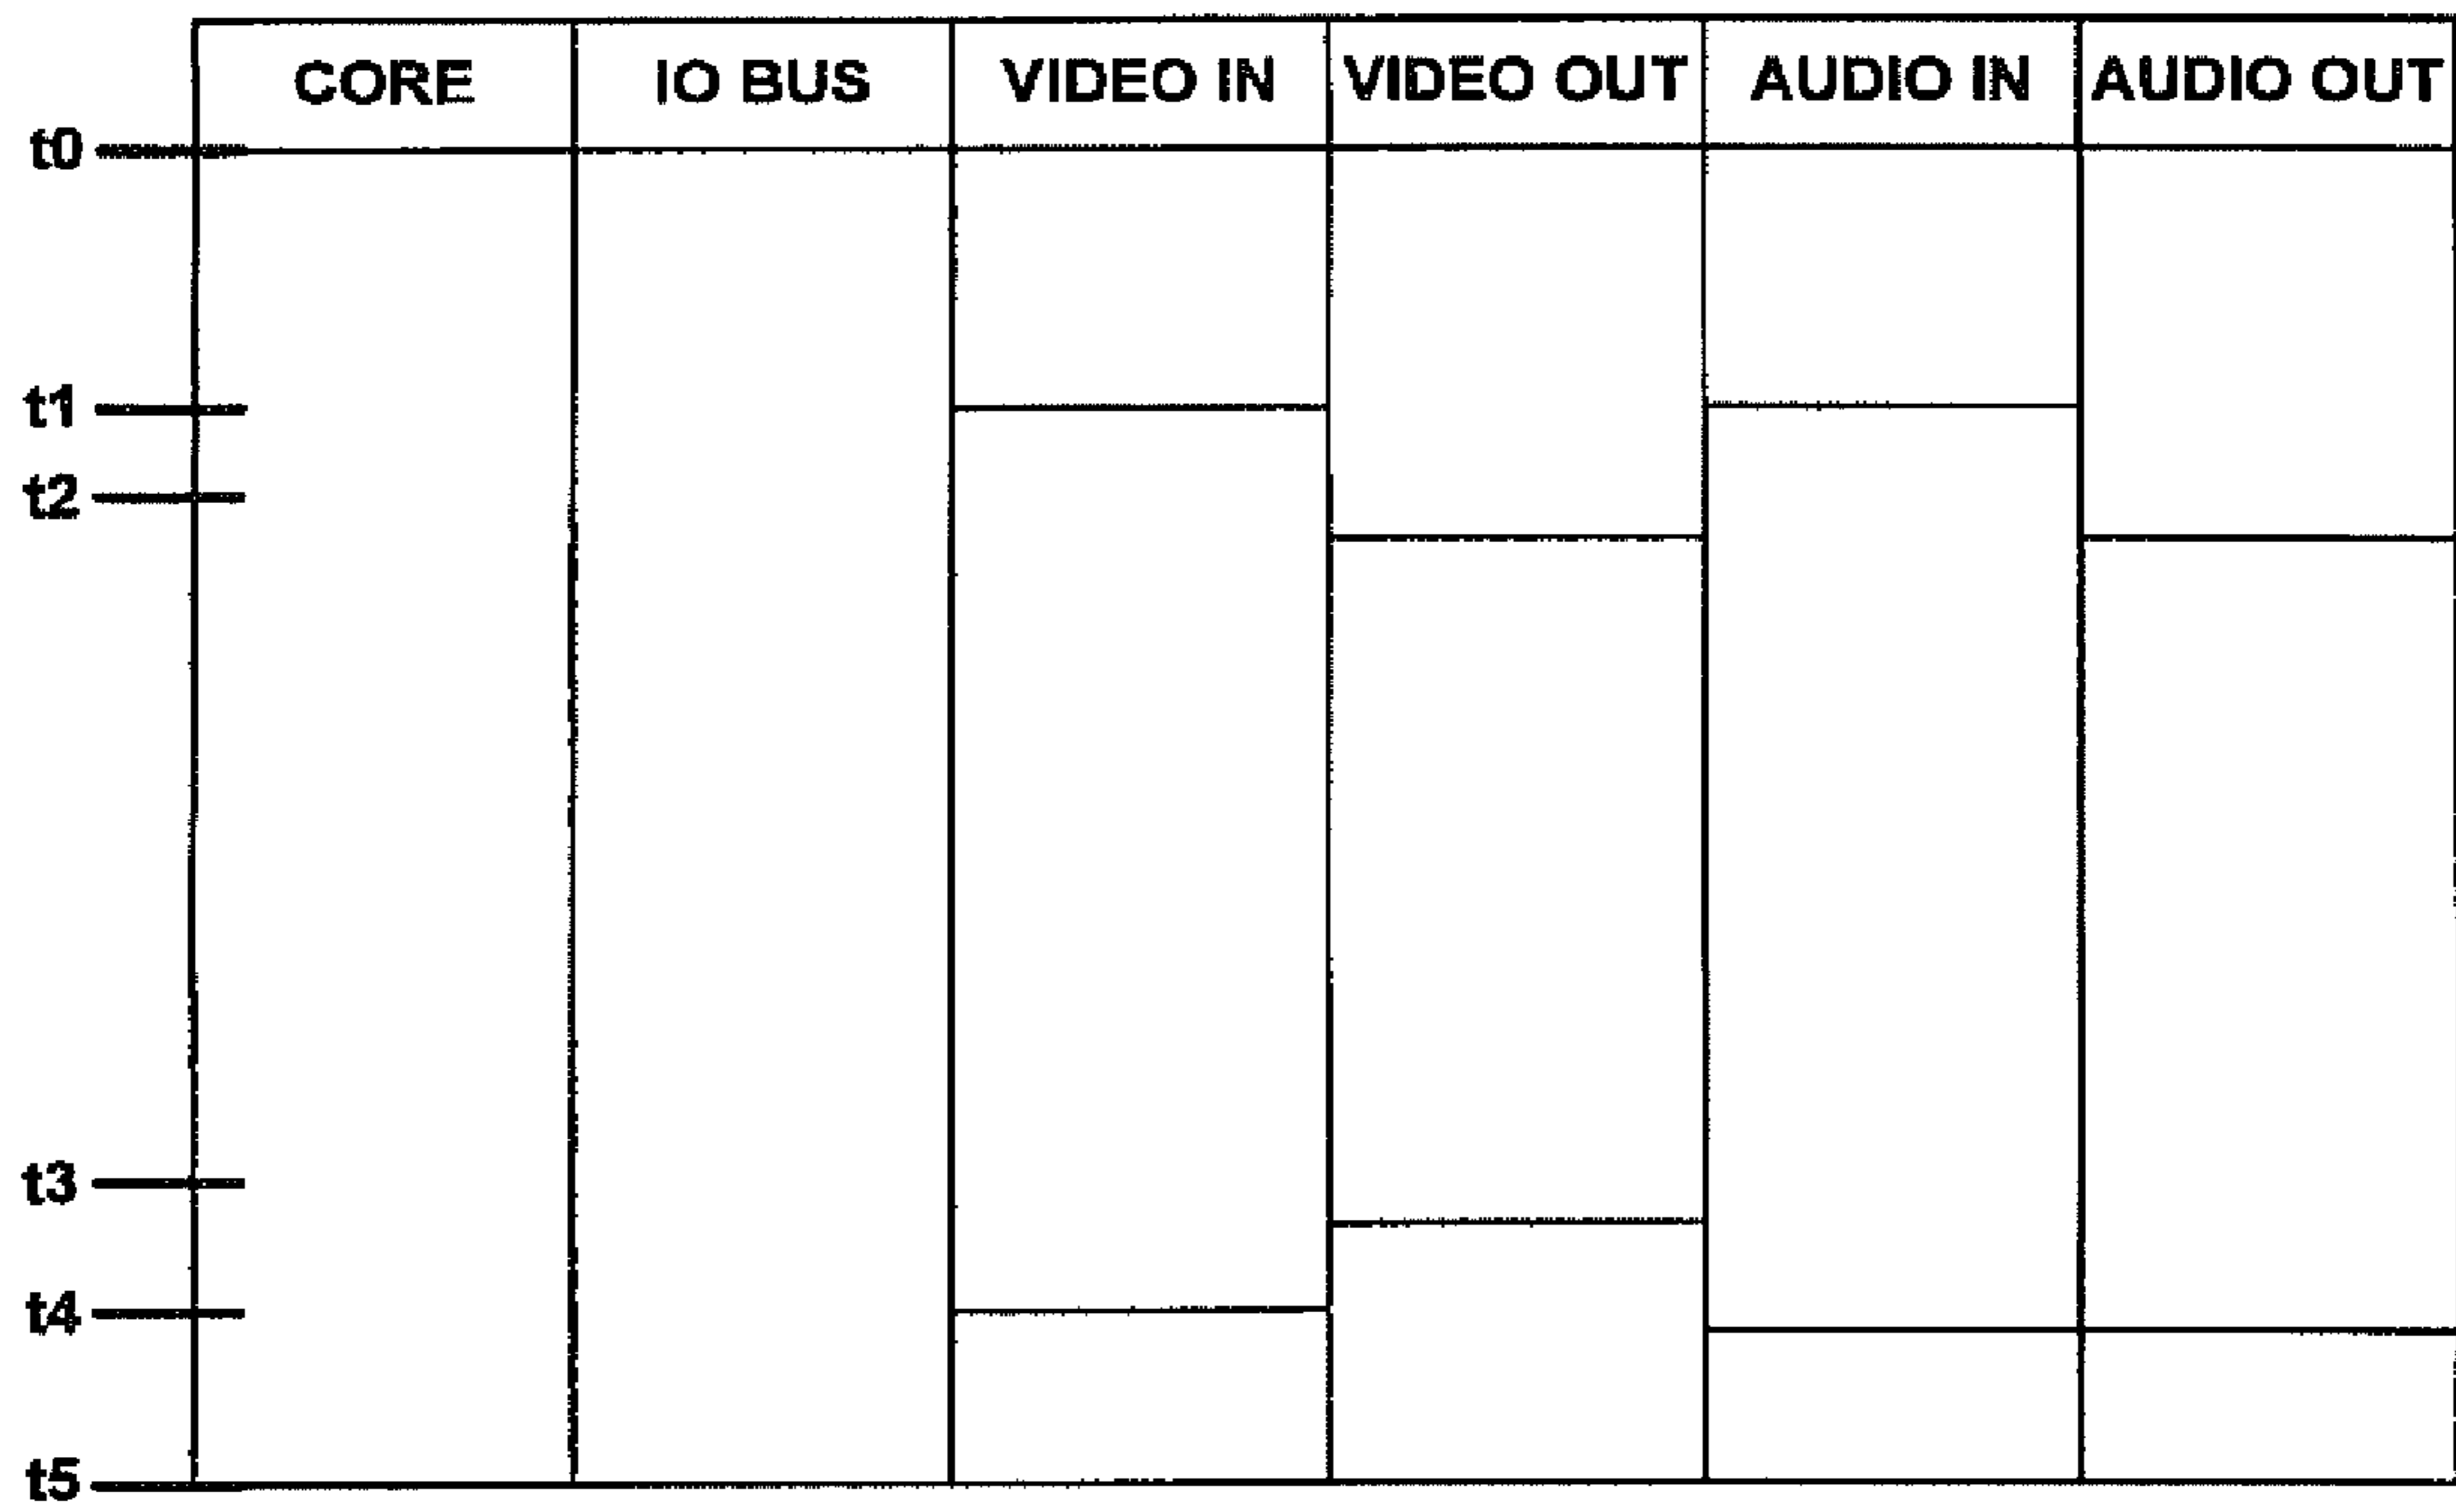 CORE IO BUS VIDEO IN VIDEO OUT AUDIO IN AUDIO OUT
t0
t1
t2
t3
t4
t5